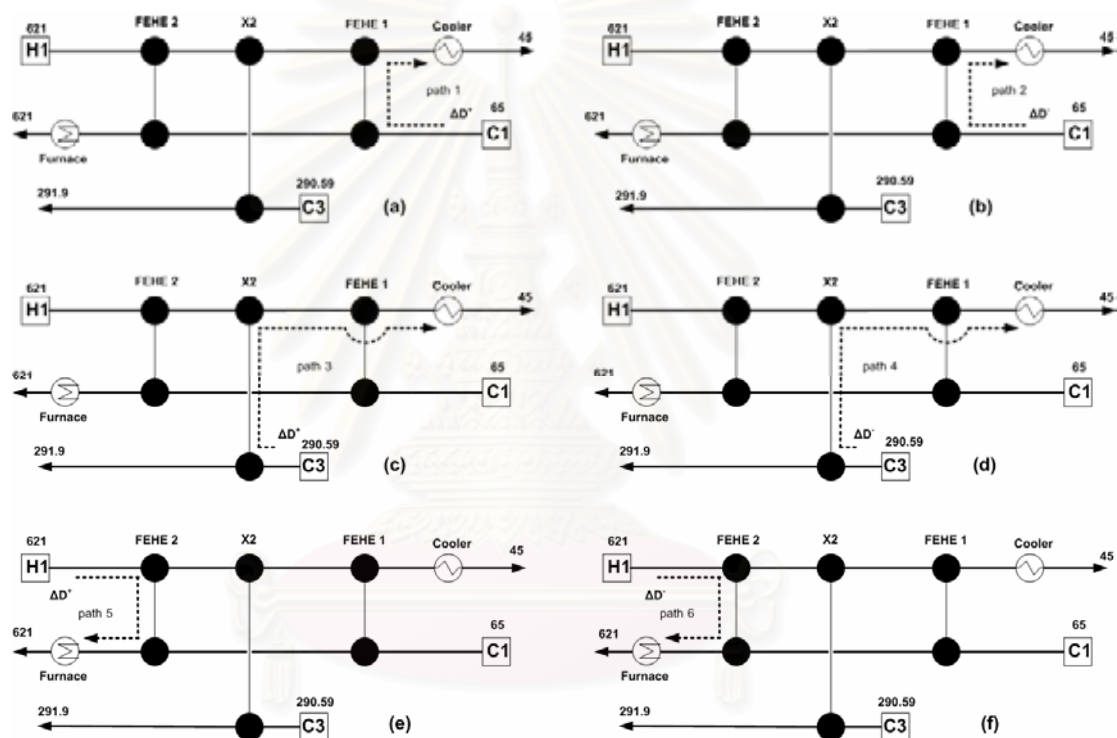 FEHE 2 X2 FEHE 1 Cooler
621 45
H1
path 1
65
ΔD⁺
621 C1
Furnace
290.59
291.9
C3 (a)
FEHE 2 X2 FEHE 1 Cooler
621 45
H1
path 2
65
ΔD⁻
621 C1
Furnace
290.59
291.9
C3 (b)
FEHE 2 X2 FEHE 1 Cooler
621 45
H1
path 3
65
621 C1
Furnace
ΔD⁺
290.59
291.9
C3 (c)
FEHE 2 X2 FEHE 1 Cooler
621 45
H1
path 4
65
621 C1
Furnace
ΔD⁻
290.59
291.9
C3 (d)
FEHE 2 X2 FEHE 1 Cooler
621 45
H1
ΔD⁺
path 5
65
621 C1
Furnace
290.59
291.9
C3 (e)
FEHE 2 X2 FEHE 1 Cooler
621 45
H1
ΔD⁻
path 6
65
621 C1
Furnace
290.59
291.9
C3 (f)